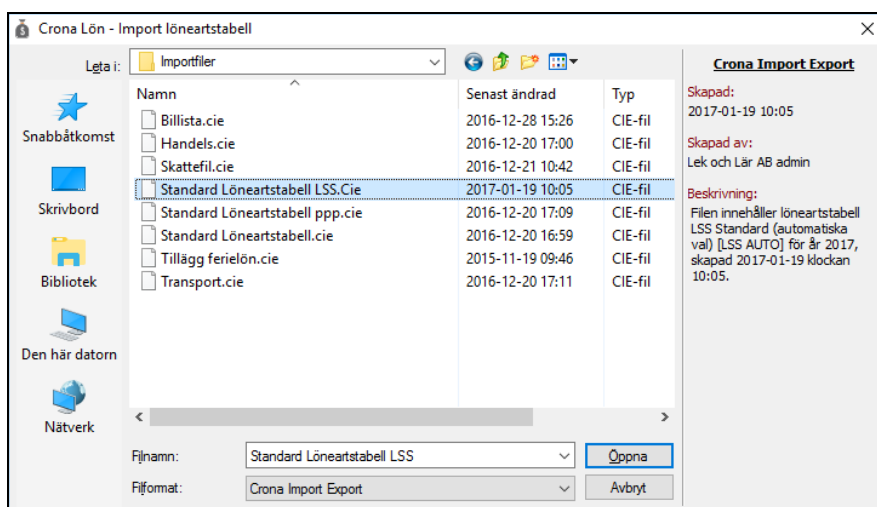 Crona Lön - Import löneartstabell
Leta i:
Importfiler
Snabbåtkomst
Skrivbord
Bibliotek
Den här datorn
Nätverk
Namn Senast ändrad Typ
Billista.cie 2016-12-28 15:26 CIE-fil
Handels.cie 2016-12-20 17:00 CIE-fil
Skattefil.cie 2016-12-21 10:42 CIE-fil
Standard Löneartstabell LSS.Cie 2017-01-19 10:05 CIE-fil
Standard Löneartstabell ppp.cie 2016-12-20 17:09 CIE-fil
Standard Löneartstabell.cie 2016-12-20 16:59 CIE-fil
Tillägg ferielön.cie 2015-11-19 09:46 CIE-fil
Transport.cie 2016-12-20 17:11 CIE-fil
Filnamn: Standard Löneartstabell LSS Öppna
Filformat: Crona Import Export Avbryt
Crona Import Export
Skapad:
2017-01-19 10:05
Skapad av:
Lek och Lär AB admin
Beskrivning:
Filen innehåller löneartstabell
LSS Standard (automatiska
val) [LSS AUTO] för år 2017,
skapad 2017-01-19 klockan
10:05.